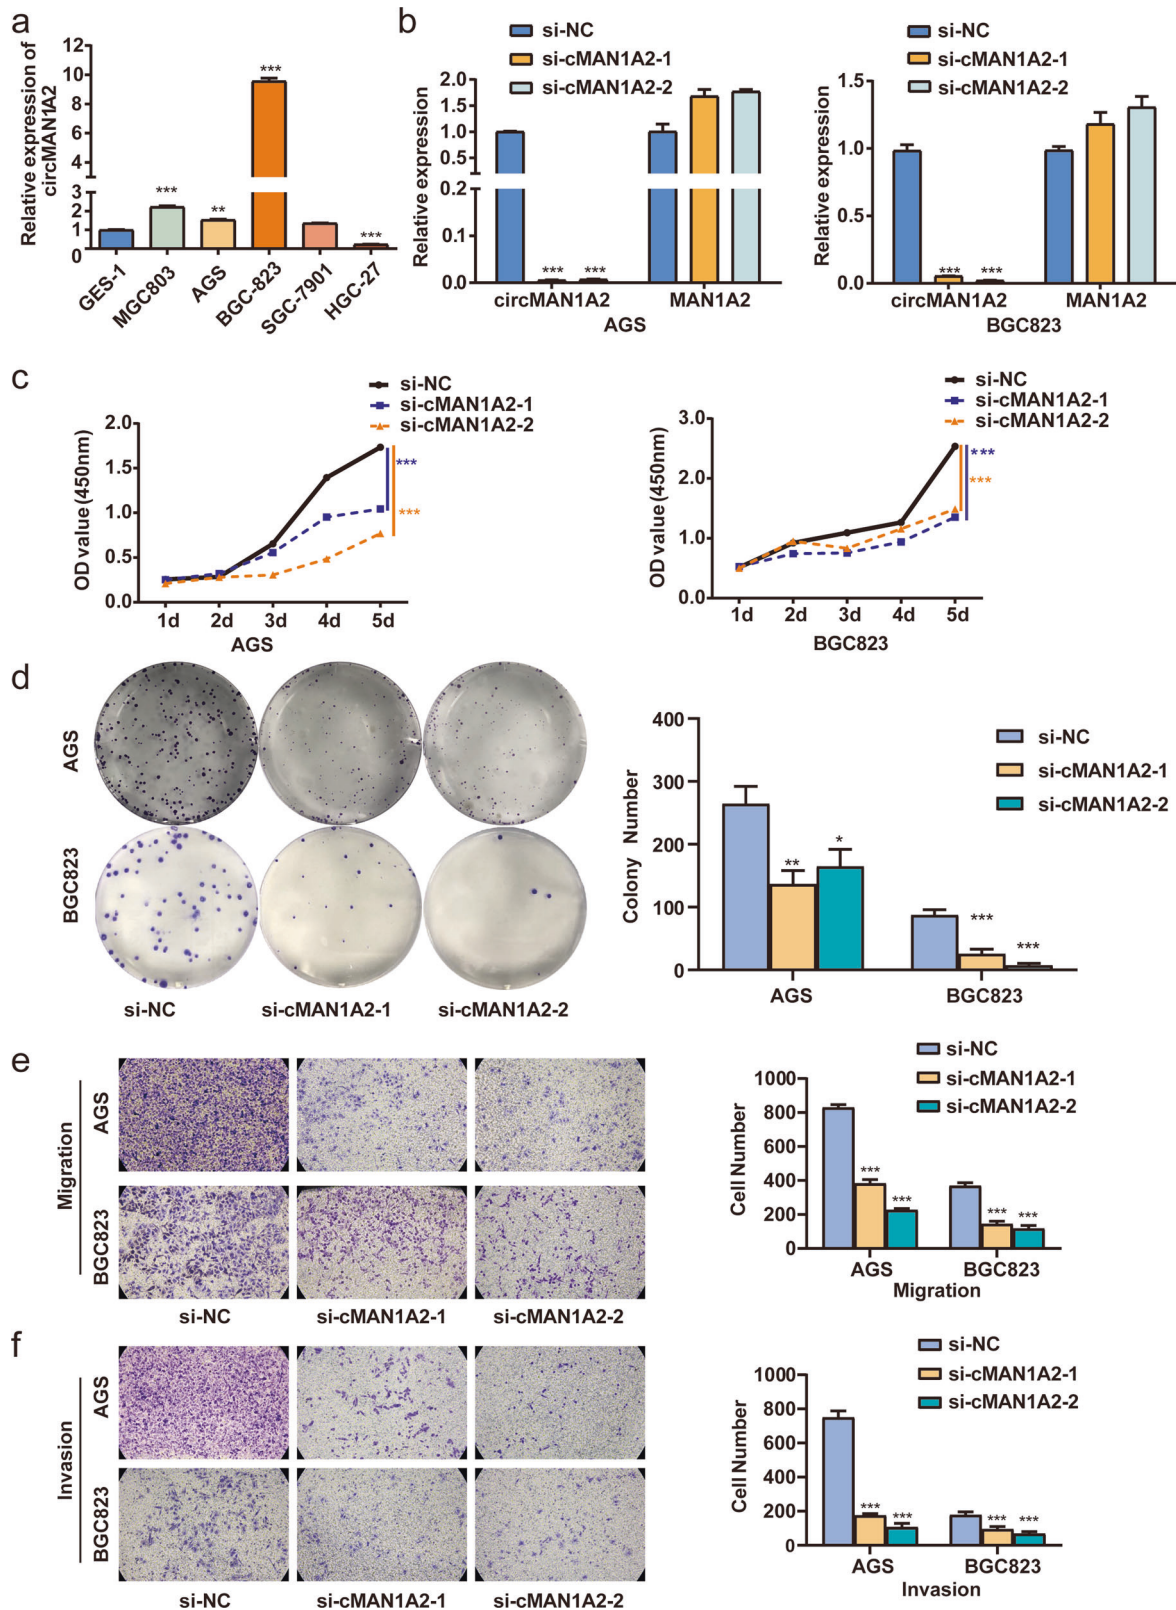 a
Relative expression of
circMAN1A2
12
10
8
6
4
3
2
1
0
***
**
***
***
GES-1
MGC803
AGS
BGC-823
SGC-7901
HGC-27
b
si-NC
si-cMAN1A2-1
si-cMAN1A2-2
Relative expression
2.0
1.5
1.0
0.5
0.2
0.1
0.0
*** ***
circMAN1A2 MAN1A2
AGS
si-NC
si-cMAN1A2-1
si-cMAN1A2-2
Relative expression
1.5
1.0
0.5
0.0
*** ***
circMAN1A2 MAN1A2
BGC823
c
si-NC
si-cMAN1A2-1
si-cMAN1A2-2
OD value (450nm)
2.0
1.5
1.0
0.5
0.0
***
***
1d 2d 3d 4d 5d
AGS
si-NC
si-cMAN1A2-1
si-cMAN1A2-2
OD value (450nm)
3.0
2.0
1.0
0.0
***
***
1d 2d 3d 4d 5d
BGC823
d
AGS
BGC823
si-NC si-cMAN1A2-1 si-cMAN1A2-2
Colony Number
400
300
200
100
0
si-NC
si-cMAN1A2-1
si-cMAN1A2-2
** *
*** ***
AGS BGC823
e
Migration
AGS
BGC823
si-NC si-cMAN1A2-1 si-cMAN1A2-2
si-NC
si-cMAN1A2-1
si-cMAN1A2-2
Cell Number
1000
800
600
400
200
0
*** ***
*** ***
AGS BGC823
Migration
f
Invasion
AGS
BGC823
si-NC si-cMAN1A2-1 si-cMAN1A2-2
si-NC
si-cMAN1A2-1
si-cMAN1A2-2
Cell Number
1000
800
600
400
200
0
*** ***
*** ***
AGS BGC823
Invasion